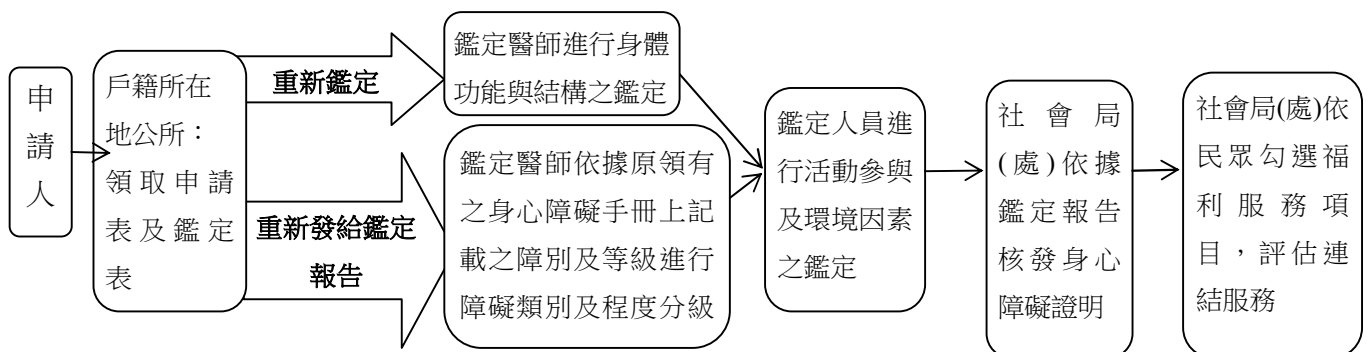 申
請
人
戶籍所在
地公所：
領取申請
表及鑑定
表
重新鑑定
鑑定醫師進行身體
功能與結構之鑑定
重新發給鑑定
報告
鑑定醫師依據原領有
之身心障礙手冊上記
載之障別及等級進行
障礙類別及程度分級
鑑定人員進
行活動參與
及環境因素
之鑑定
社會局
(處)依據
鑑定報告
核發身心
障礙證明
社會局(處)依
民眾勾選福
利服務項
目，評估連
結服務